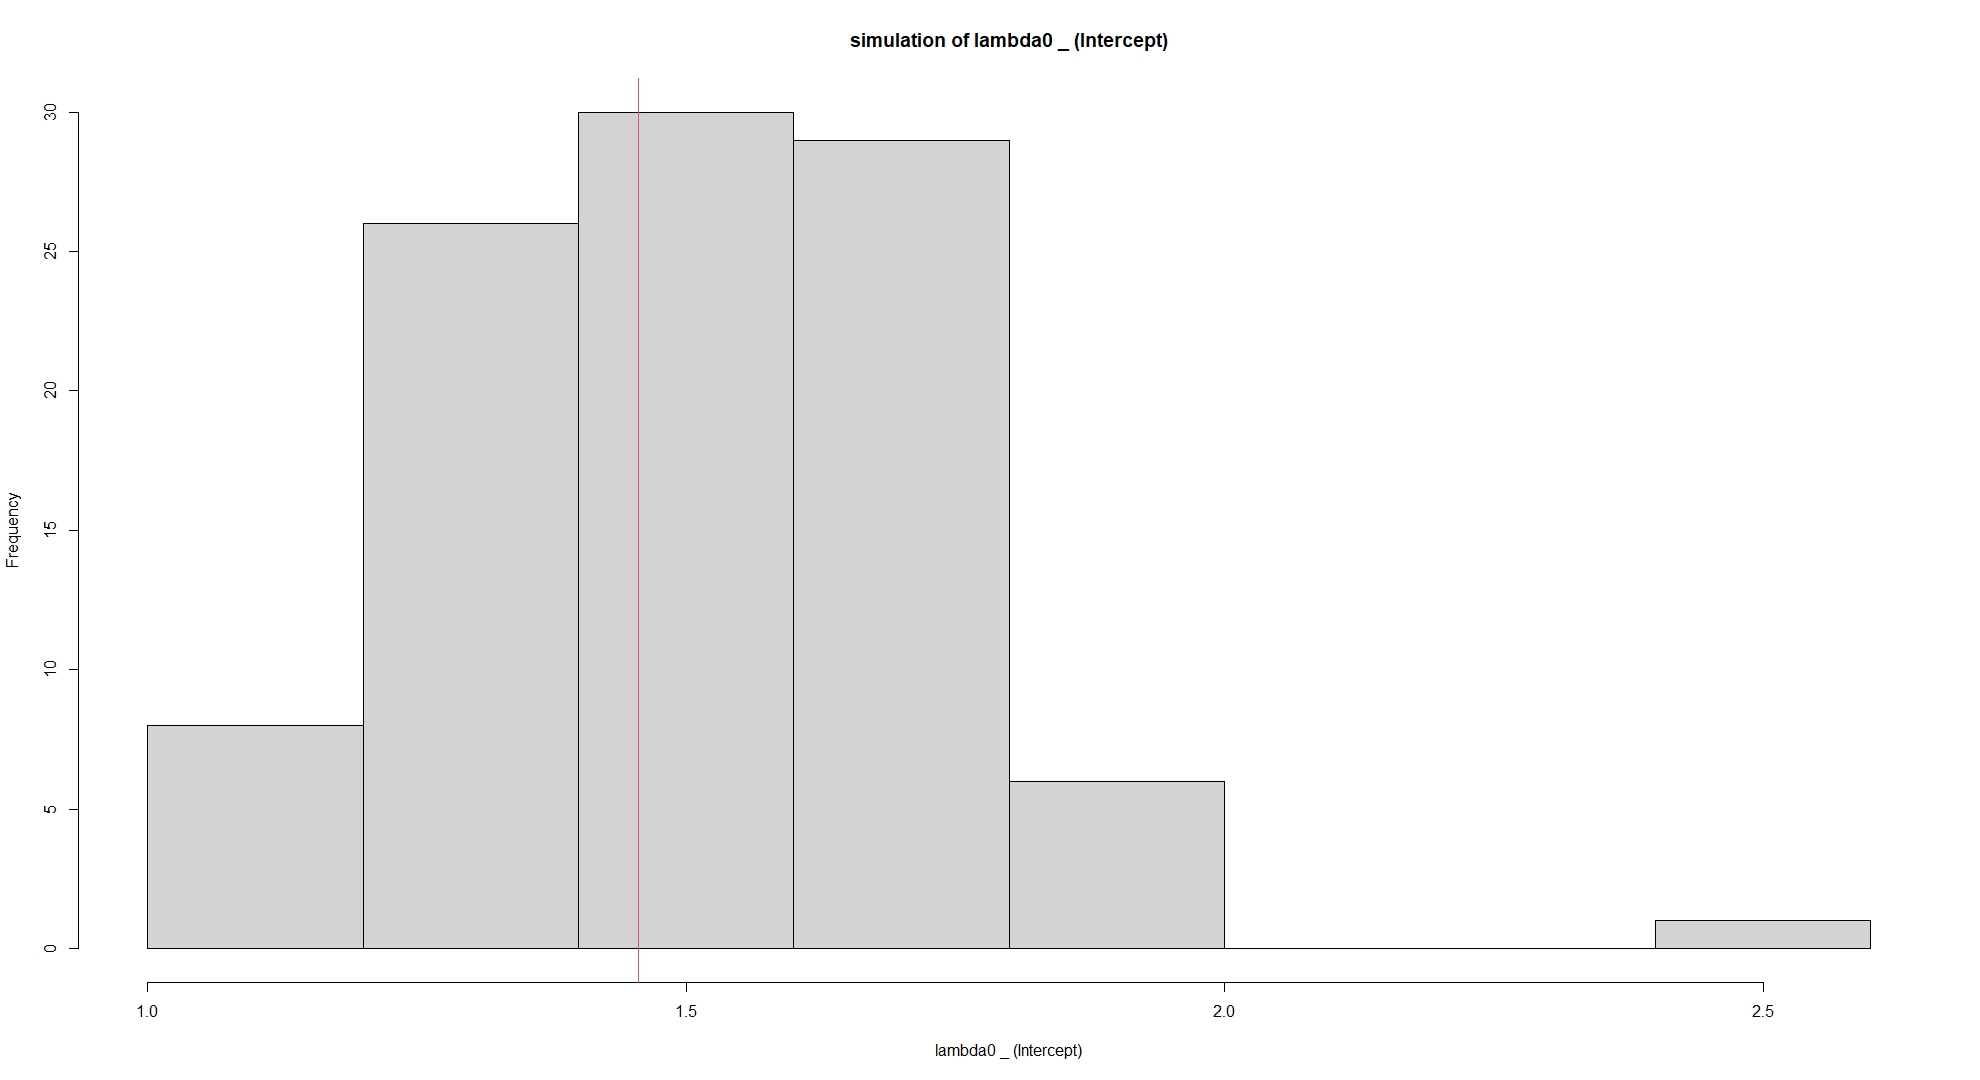 simulation of lambda0 _ (Intercept)
30
25
20
15
10
5
0
Frequency
1.0 1.5 2.0 2.5
lambda0 _ (Intercept)